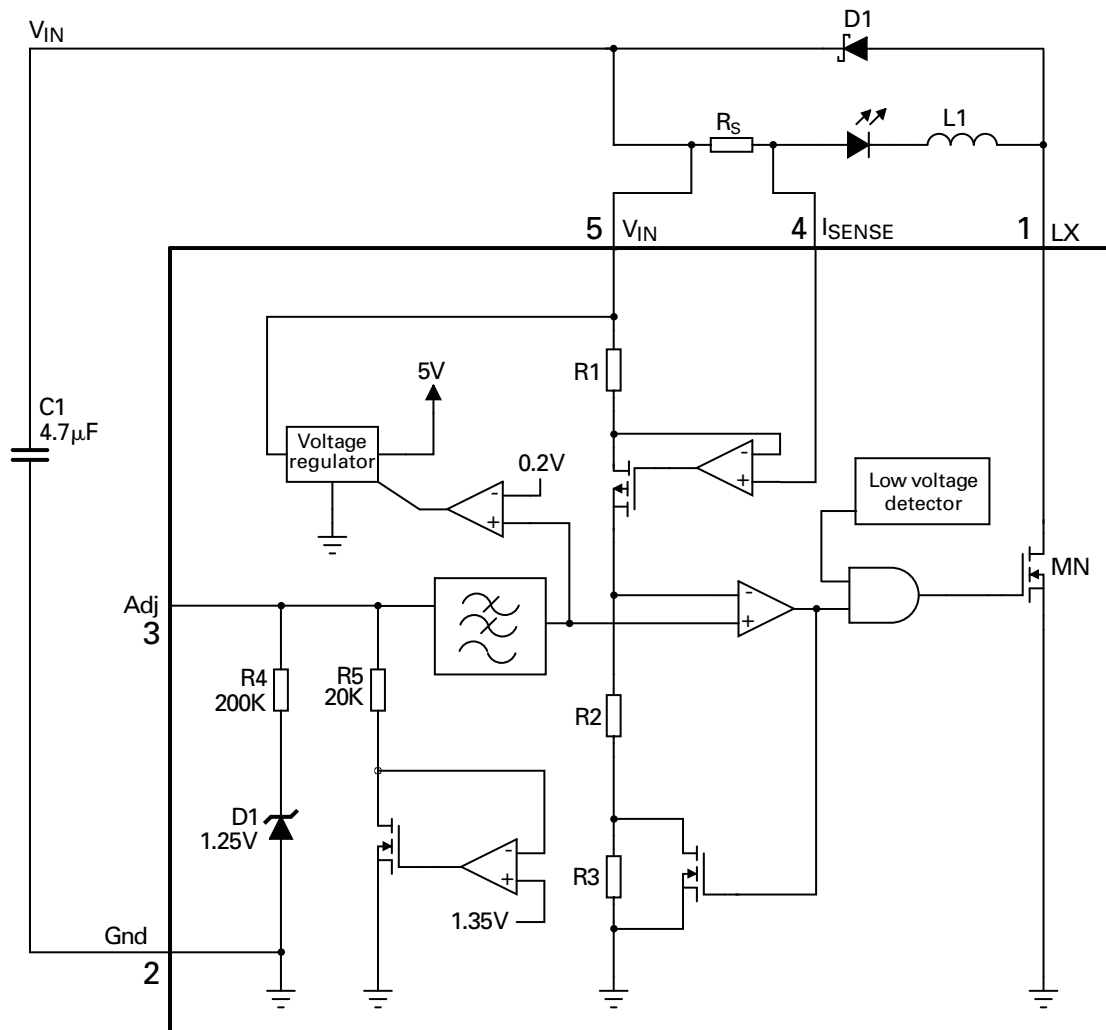 VIN
D1
RS
L1
5 VIN
4 ISENSE
1 LX
R1
5V
C1
4.7µF
Voltage
regulator
0.2V
-
+
-
+
Low voltage
detector
MN
Adj
3
-
+
R4
200K
R5
20K
R2
D1
1.25V
-
+
1.35V
R3
Gnd
2